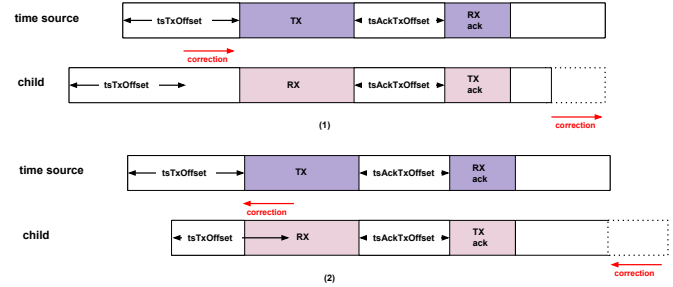 time source
tsTxOffset
TX
tsAckTxOffset
RX
ack
correction
child
tsTxOffset
RX
tsAckTxOffset
TX
ack
correction
(1)
time source
tsTxOffset
TX
tsAckTxOffset
RX
ack
correction
child
tsTxOffset
RX
tsAckTxOffset
TX
ack
correction
(2)